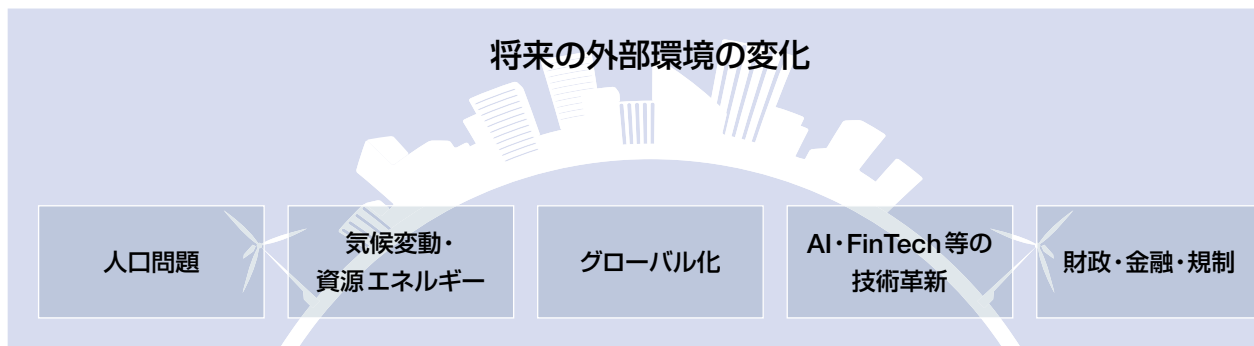 将来の外部環境の変化
人口問題
気候変動・
資源エネルギー
グローバル化
AI・FinTech等の
技術革新
財政・金融・規制